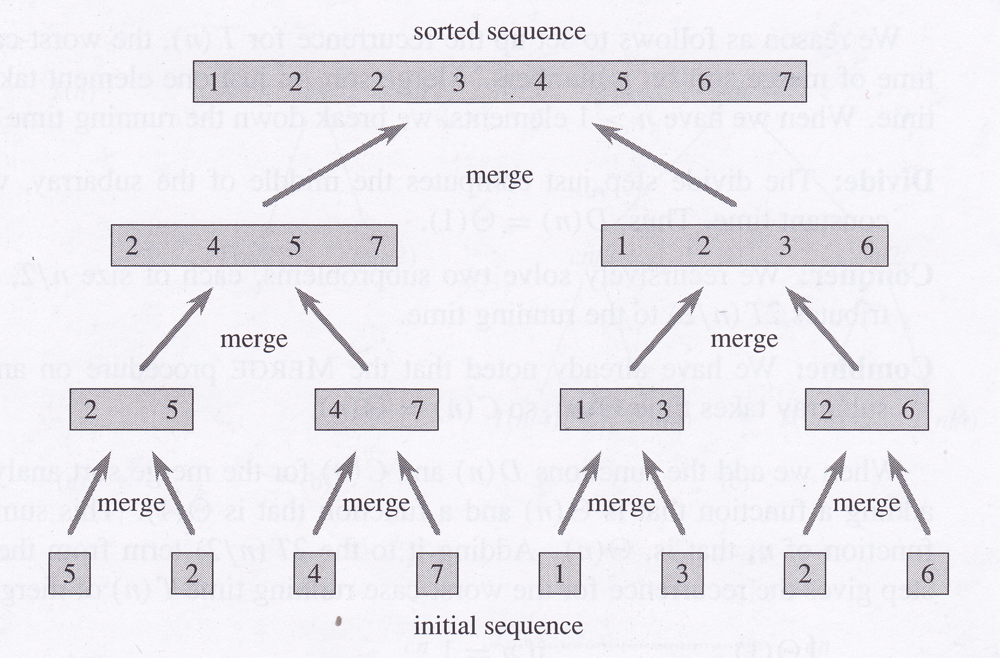 sorted sequence
1 2 2 3 4 5 6 7
merge
2 4 5 7
1 2 3 6
merge
merge
2 5
4 7
1 3
2 6
merge
merge
merge
merge
5
2
4
7
1
3
2
6
initial sequence